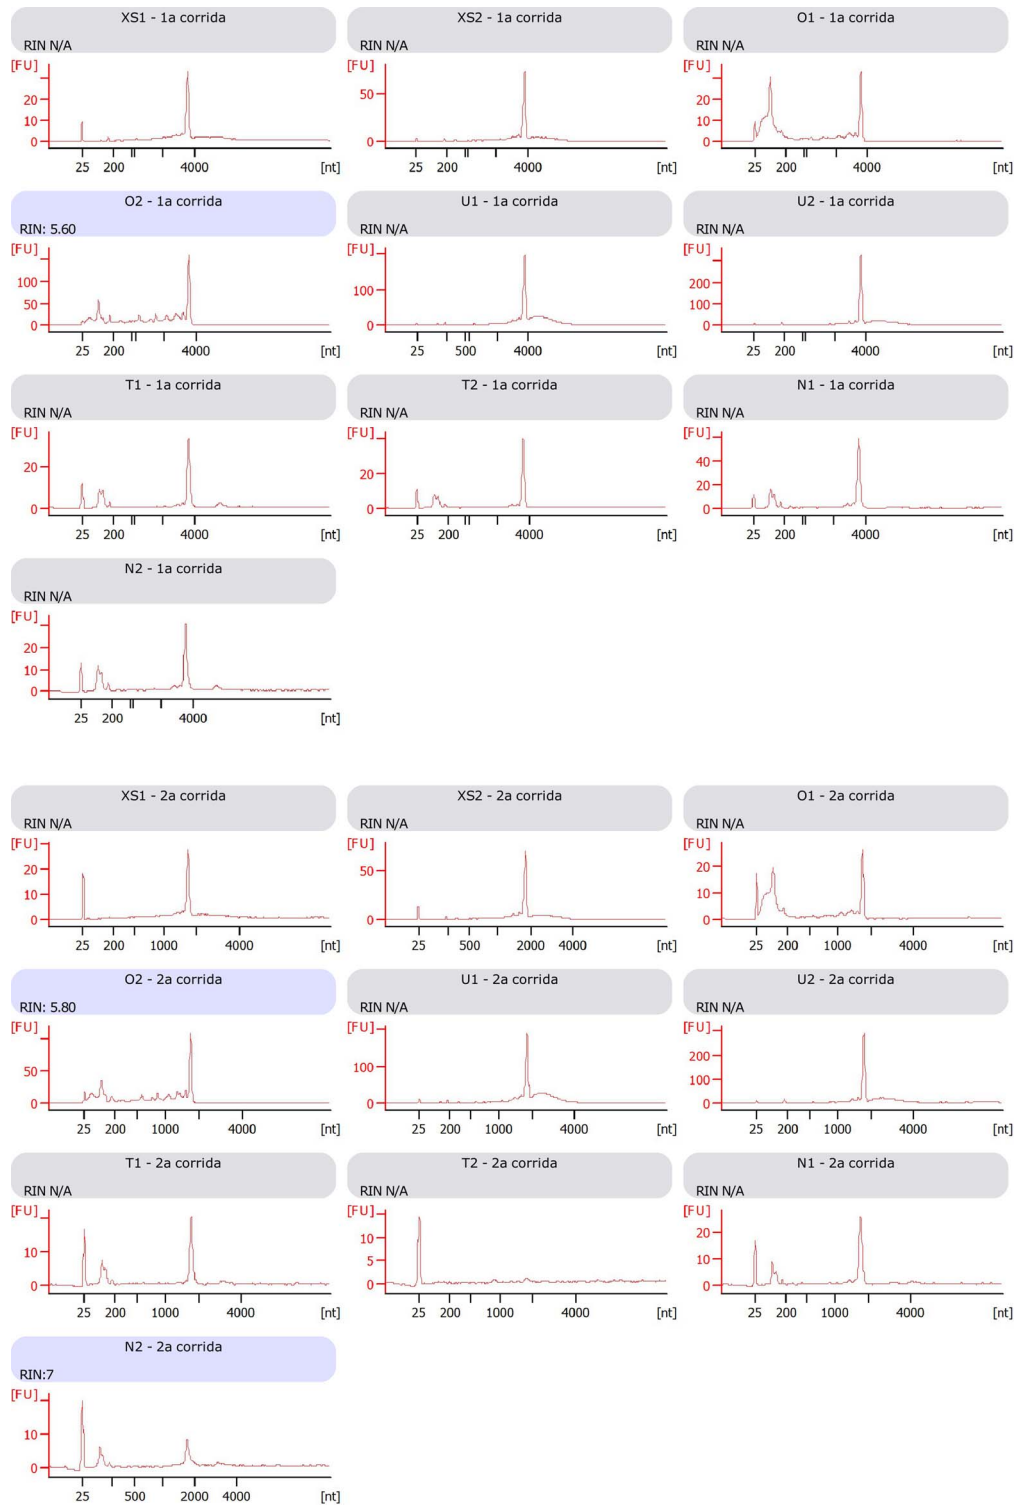 XS1 - 1a corrida
RIN N/A
[FU]
20
10
0
25 200 4000 [nt]
XS2 - 1a corrida
RIN N/A
[FU]
50
0
25 200 4000 [nt]
O1 - 1a corrida
RIN N/A
[FU]
20
10
0
25 200 4000 [nt]
O2 - 1a corrida
RIN: 5.60
[FU]
100
50
0
25 200 4000 [nt]
U1 - 1a corrida
RIN N/A
[FU]
100
0
25 500 4000 [nt]
U2 - 1a corrida
RIN N/A
[FU]
200
100
0
25 200 4000 [nt]
T1 - 1a corrida
RIN N/A
[FU]
20
0
25 200 4000 [nt]
T2 - 1a corrida
RIN N/A
[FU]
20
0
25 200 4000 [nt]
N1 - 1a corrida
RIN N/A
[FU]
40
20
0
25 200 4000 [nt]
N2 - 1a corrida
RIN N/A
[FU]
20
10
0
25 200 4000 [nt]
XS1 - 2a corrida
RIN N/A
[FU]
20
10
0
25 200 1000 4000 [nt]
XS2 - 2a corrida
RIN N/A
[FU]
50
0
25 500 2000 4000 [nt]
O1 - 2a corrida
RIN N/A
[FU]
20
10
0
25 200 1000 4000 [nt]
O2 - 2a corrida
RIN: 5.80
[FU]
50
0
25 200 1000 4000 [nt]
U1 - 2a corrida
RIN N/A
[FU]
100
0
25 200 1000 4000 [nt]
U2 - 2a corrida
RIN N/A
[FU]
200
100
0
25 200 1000 4000 [nt]
T1 - 2a corrida
RIN N/A
[FU]
10
0
25 200 1000 4000 [nt]
T2 - 2a corrida
RIN N/A
[FU]
10
5
0
25 200 1000 4000 [nt]
N1 - 2a corrida
RIN N/A
[FU]
20
10
0
25 200 1000 4000 [nt]
N2 - 2a corrida
RIN:7
[FU]
10
0
25 500 2000 4000 [nt]